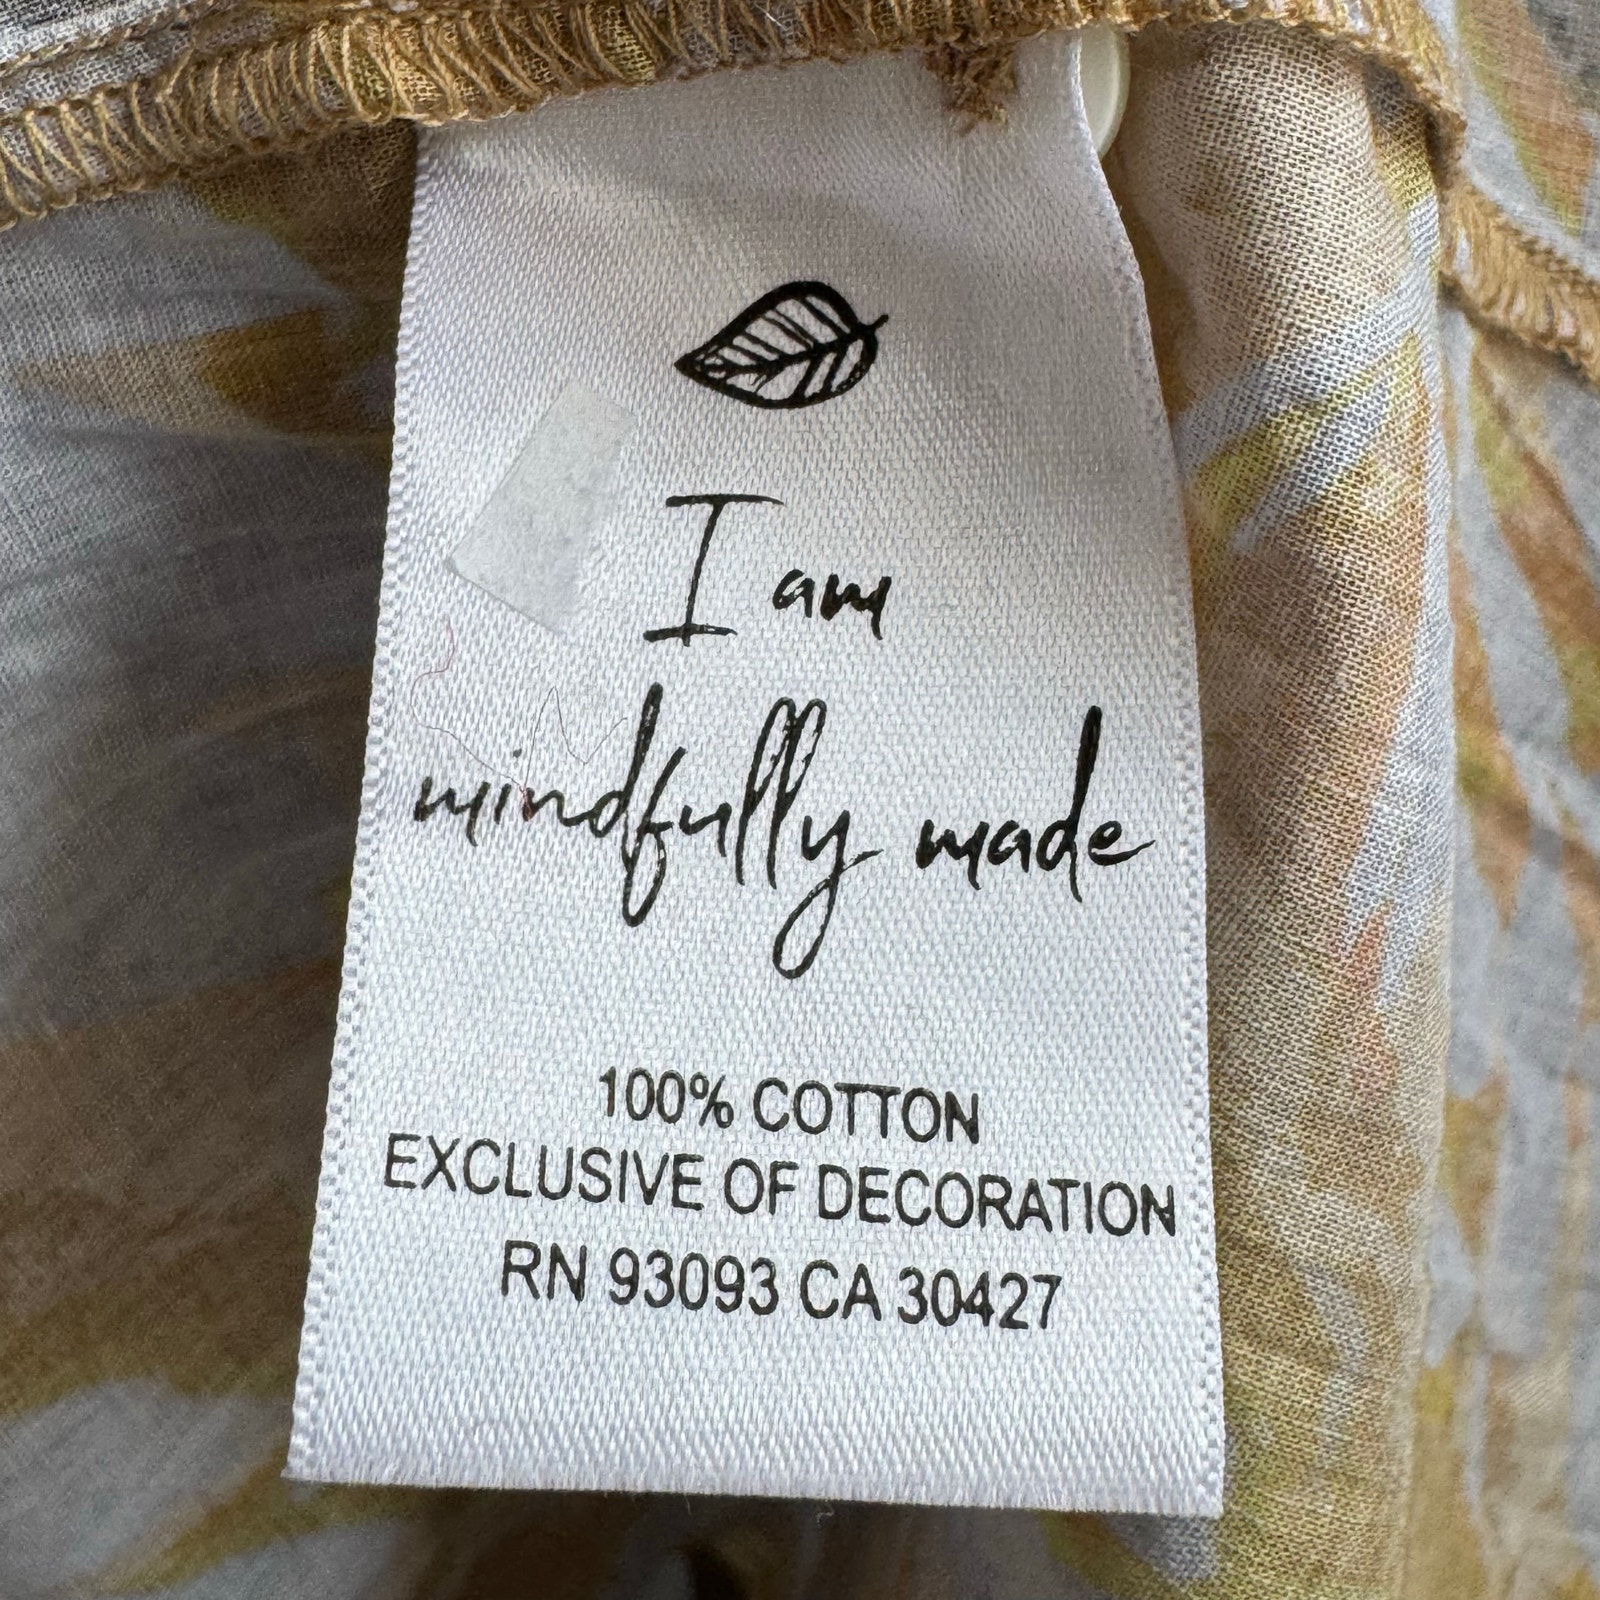 I am
mindfully made
100% COTTON
EXCLUSIVE OF DECORATION
RN 93093 CA 30427